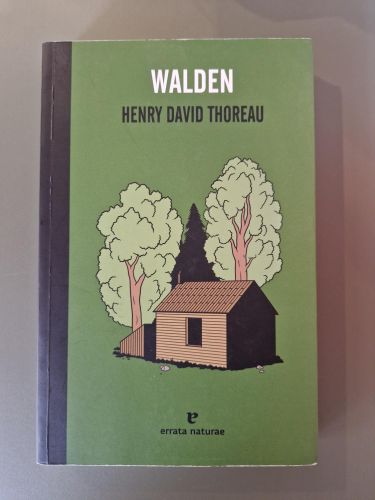 WALDEN
HENRY DAVID THOREAU
e
errata naturae